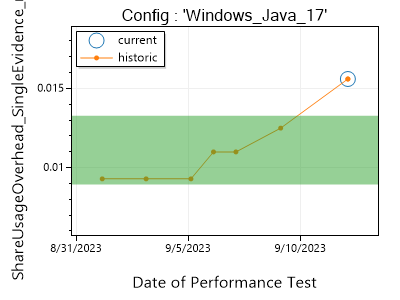 Config : 'Windows_Java_17'
current
historic
ShareUsageOverhead_SingleEvidence_
0.015
0.01
8/31/2023
9/5/2023
9/10/2023
Date of Performance Test